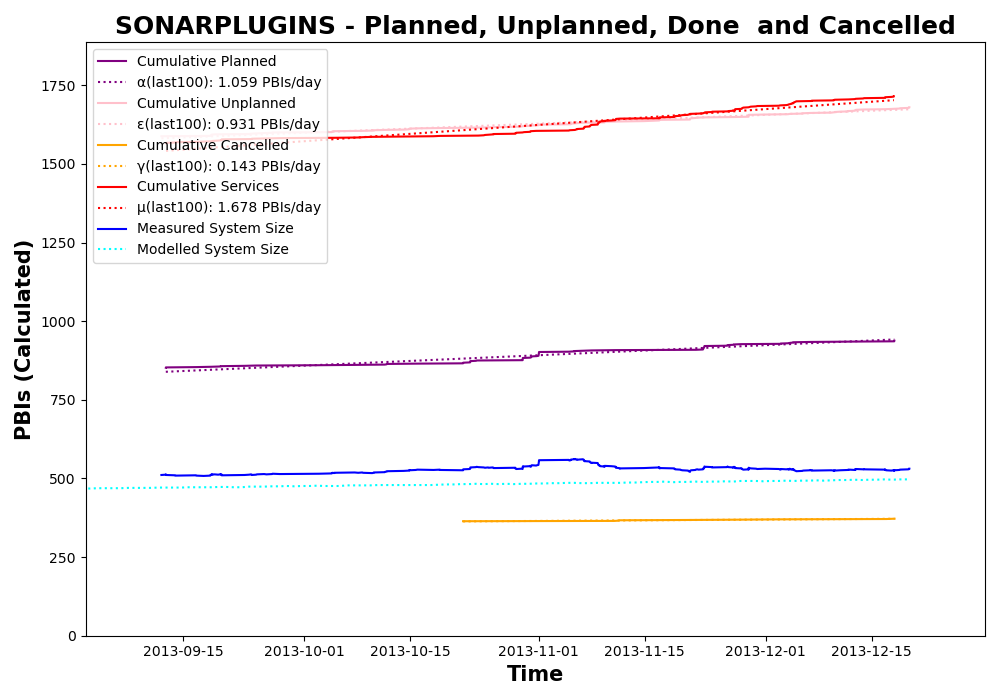 SONARPLUGINS - Planned, Unplanned, Done  and Cancelled
Cumulative Planned
α(last100): 1.059 PBIs/day
Cumulative Unplanned
ε(last100): 0.931 PBIs/day
Cumulative Cancelled
γ(last100): 0.143 PBIs/day
Cumulative Services
μ(last100): 1.678 PBIs/day
Measured System Size
Modelled System Size
PBIs (Calculated)
1750
1500
1250
1000
750
500
250
0
2013-09-15
2013-10-01
2013-10-15
2013-11-01
2013-11-15
2013-12-01
2013-12-15
Time